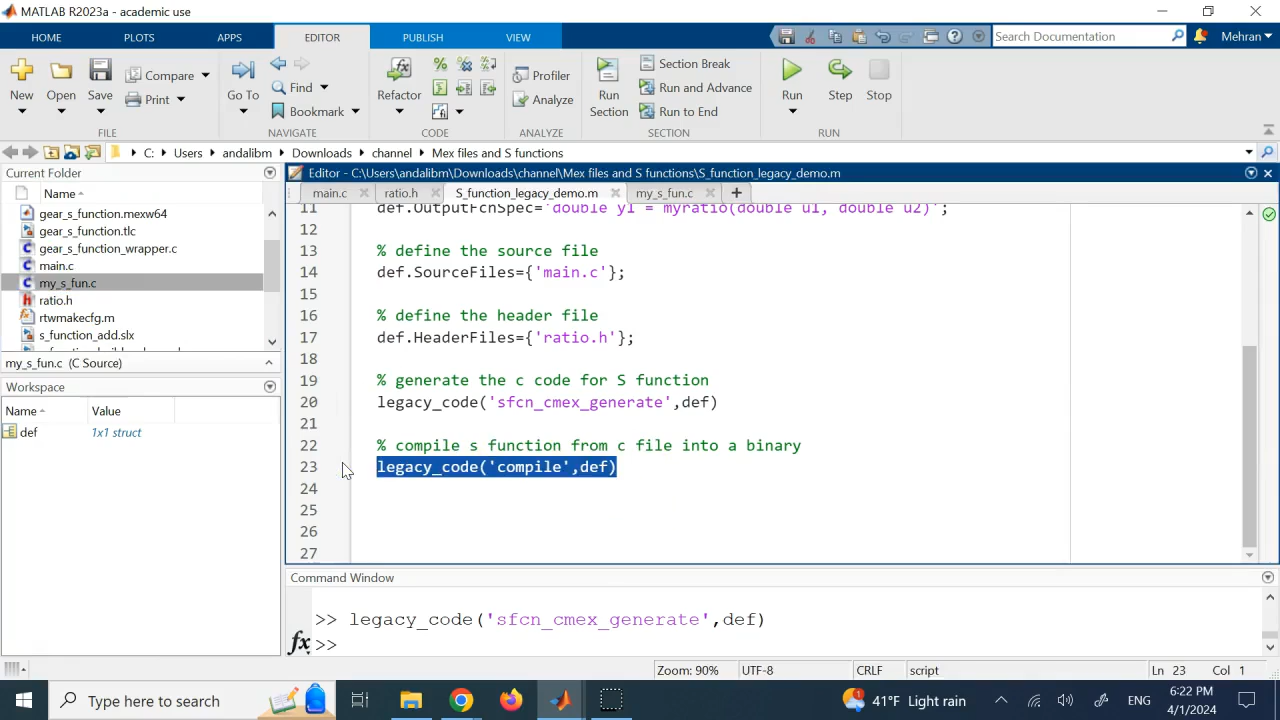 MATLAB R2023a - academic use
HOME PLOTS APPS EDITOR PUBLISH VIEW Search Documentation Mehran
New Open Save Compare Print Go To Find Bookmark Refactor Profiler Analyze Run Section Section Break Run and Advance Run to End Run Step Stop
FILE NAVIGATE CODE ANALYZE SECTION RUN
C: Users andalibm Downloads channel Mex files and S functions
Current Folder
Name
gear_s_function.mexw64
gear_s_function.tlc
gear_s_function_wrapper.c
main.c
my_s_fun.c
ratio.h
rtwmakecfg.m
s_function_add.slx
my_s_fun.c (C Source)
Workspace
Name Value
def 1x1 struct
Editor - C:\Users\andalibm\Downloads\channel\Mex files and S functions\S_function_legacy_demo.m
main.c ratio.h S_function_legacy_demo.m my_s_fun.c
11 def.OutputFcnSpec='double y1 = myratio(double u1, double u2)';
12
13 % define the source file
14 def.SourceFiles={'main.c'};
15
16 % define the header file
17 def.HeaderFiles={'ratio.h'};
18
19 % generate the c code for S function
20 legacy_code('sfcn_cmex_generate',def)
21
22 % compile s function from c file into a binary
23 legacy_code('compile',def)
24
25
26
27
Command Window
>> legacy_code('sfcn_cmex_generate',def)
fx >>
Zoom: 90% UTF-8 CRLF script Ln 23 Col 1
Type here to search 41°F Light rain ENG 6:22 PM
4/1/2024